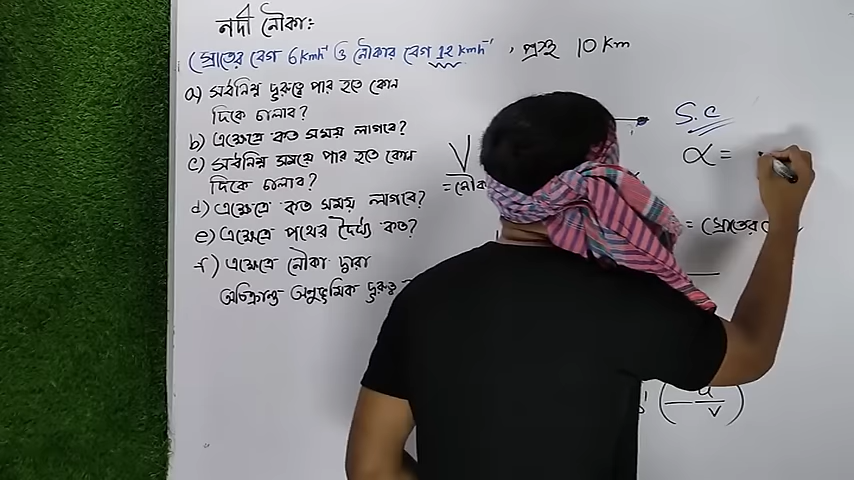 নদী নৌকা:
স্রোতের বেগ 6 kmh⁻¹ ও নৌকার বেগ 12 kmh⁻¹, প্রস্থ 10 km
a) সর্বনিম্ন দূরত্বে পার হতে কোন
দিকে চালাব?
b) এক্ষেত্রে কত সময় লাগবে?
c) সর্বনিম্ন সময়ে পার হতে কোন
দিকে চালাব?
d) এক্ষেত্রে কত সময় লাগবে?
e) এক্ষেত্রে পথের দৈর্ঘ্য কত?
f) এক্ষেত্রে নৌকা দ্বারা
অতিক্রান্ত অনুভূমিক দূরত্ব
V
= নৌকা
S.C
α =
= স্রোতের
v